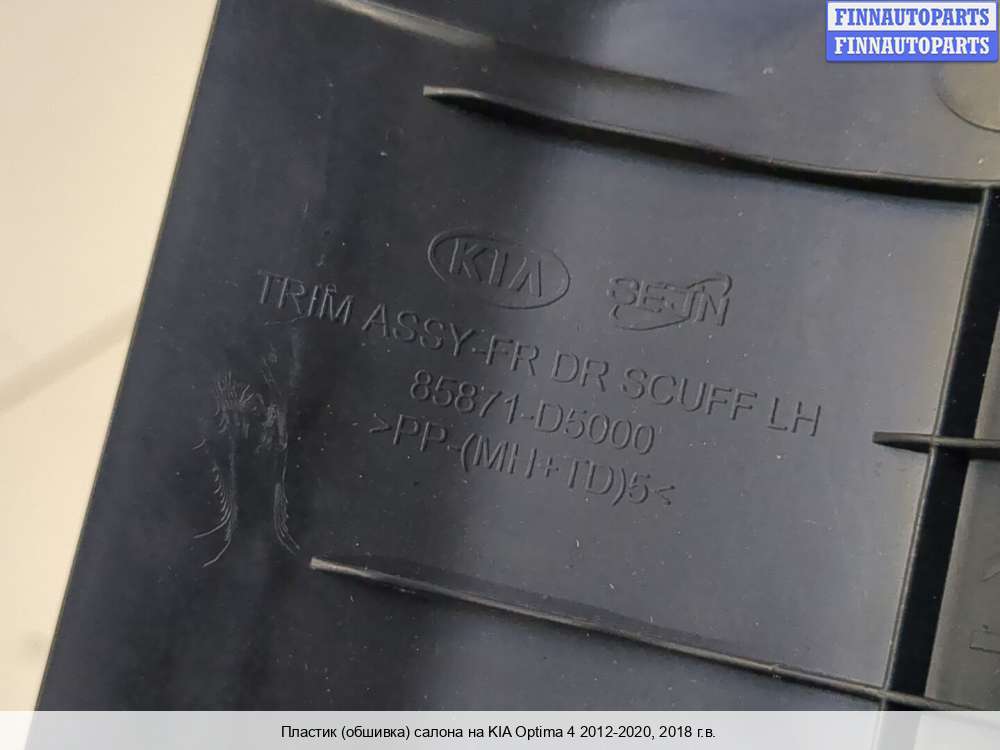 FINNAUTOPARTS
FINNAUTOPARTS
KIA SEJIN
TRIM ASSY-FR DR SCUFF LH
85871-D5000
>PP-(MH+TD)5<
Пластик (обшивка) салона на KIA Optima 4 2012-2020, 2018 г.в.